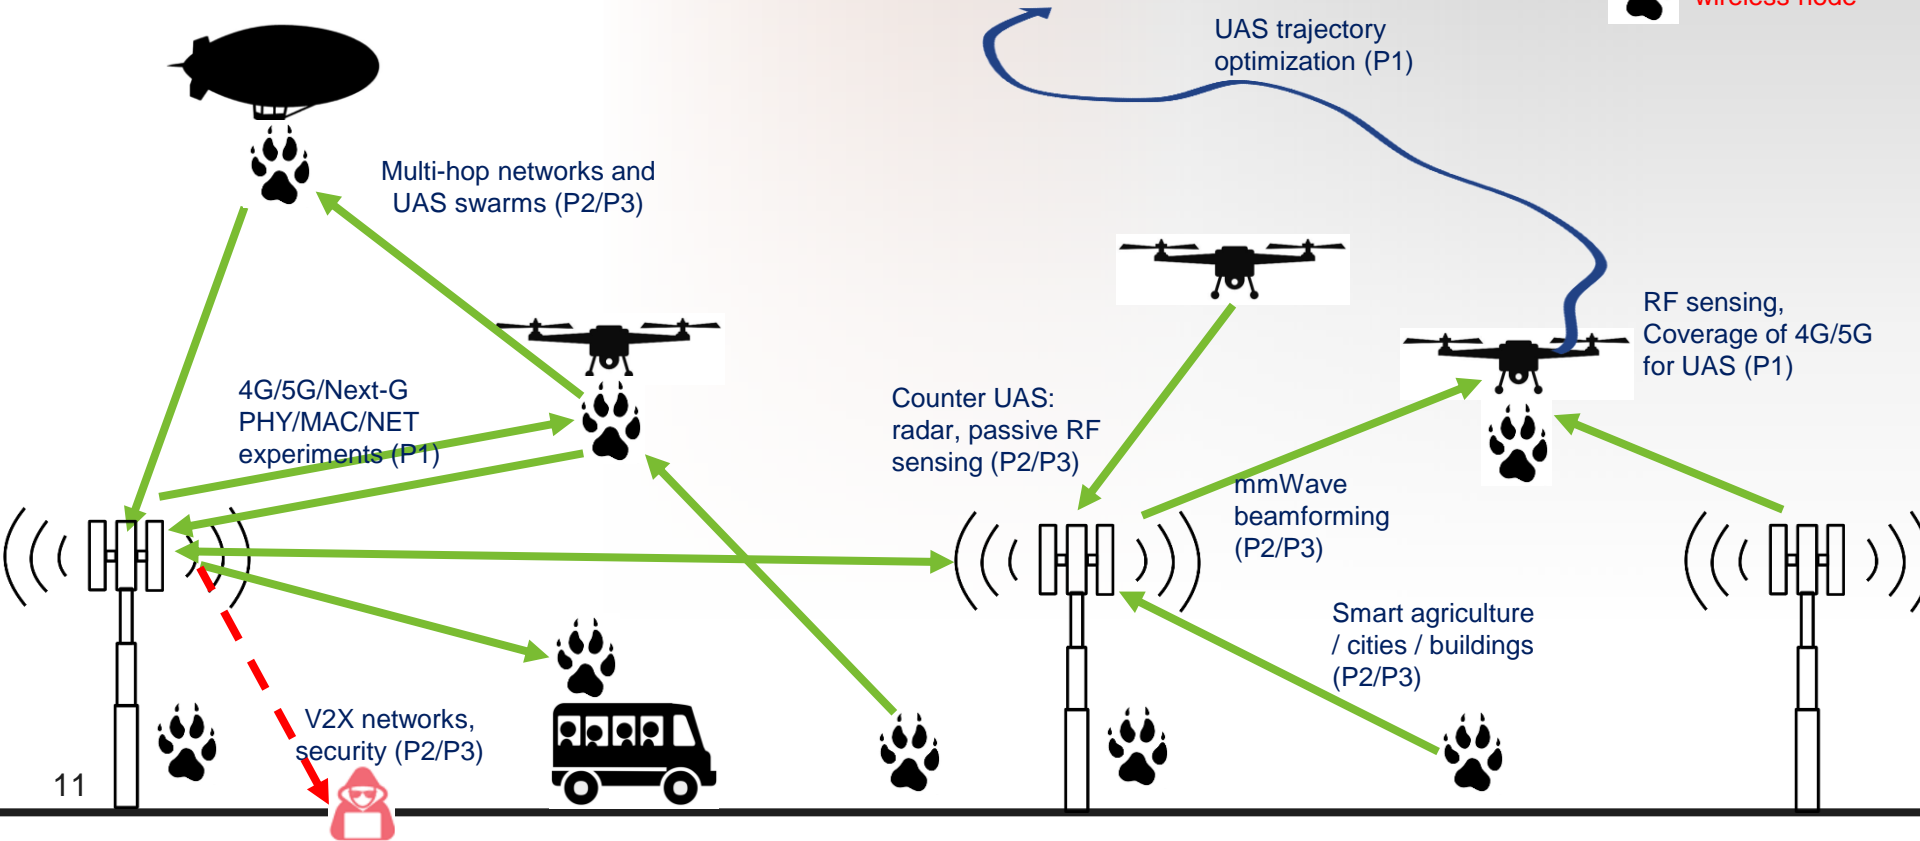 wireless node
UAS trajectory
optimization (P1)
Multi-hop networks and
UAS swarms (P2/P3)
RF sensing,
Coverage of 4G/5G
for UAS (P1)
4G/5G/Next-G
PHY/MAC/NET
experiments (P1)
Counter UAS:
radar, passive RF
sensing (P2/P3)
mmWave
beamforming
(P2/P3)
Smart agriculture
/ cities / buildings
(P2/P3)
V2X networks,
security (P2/P3)
11